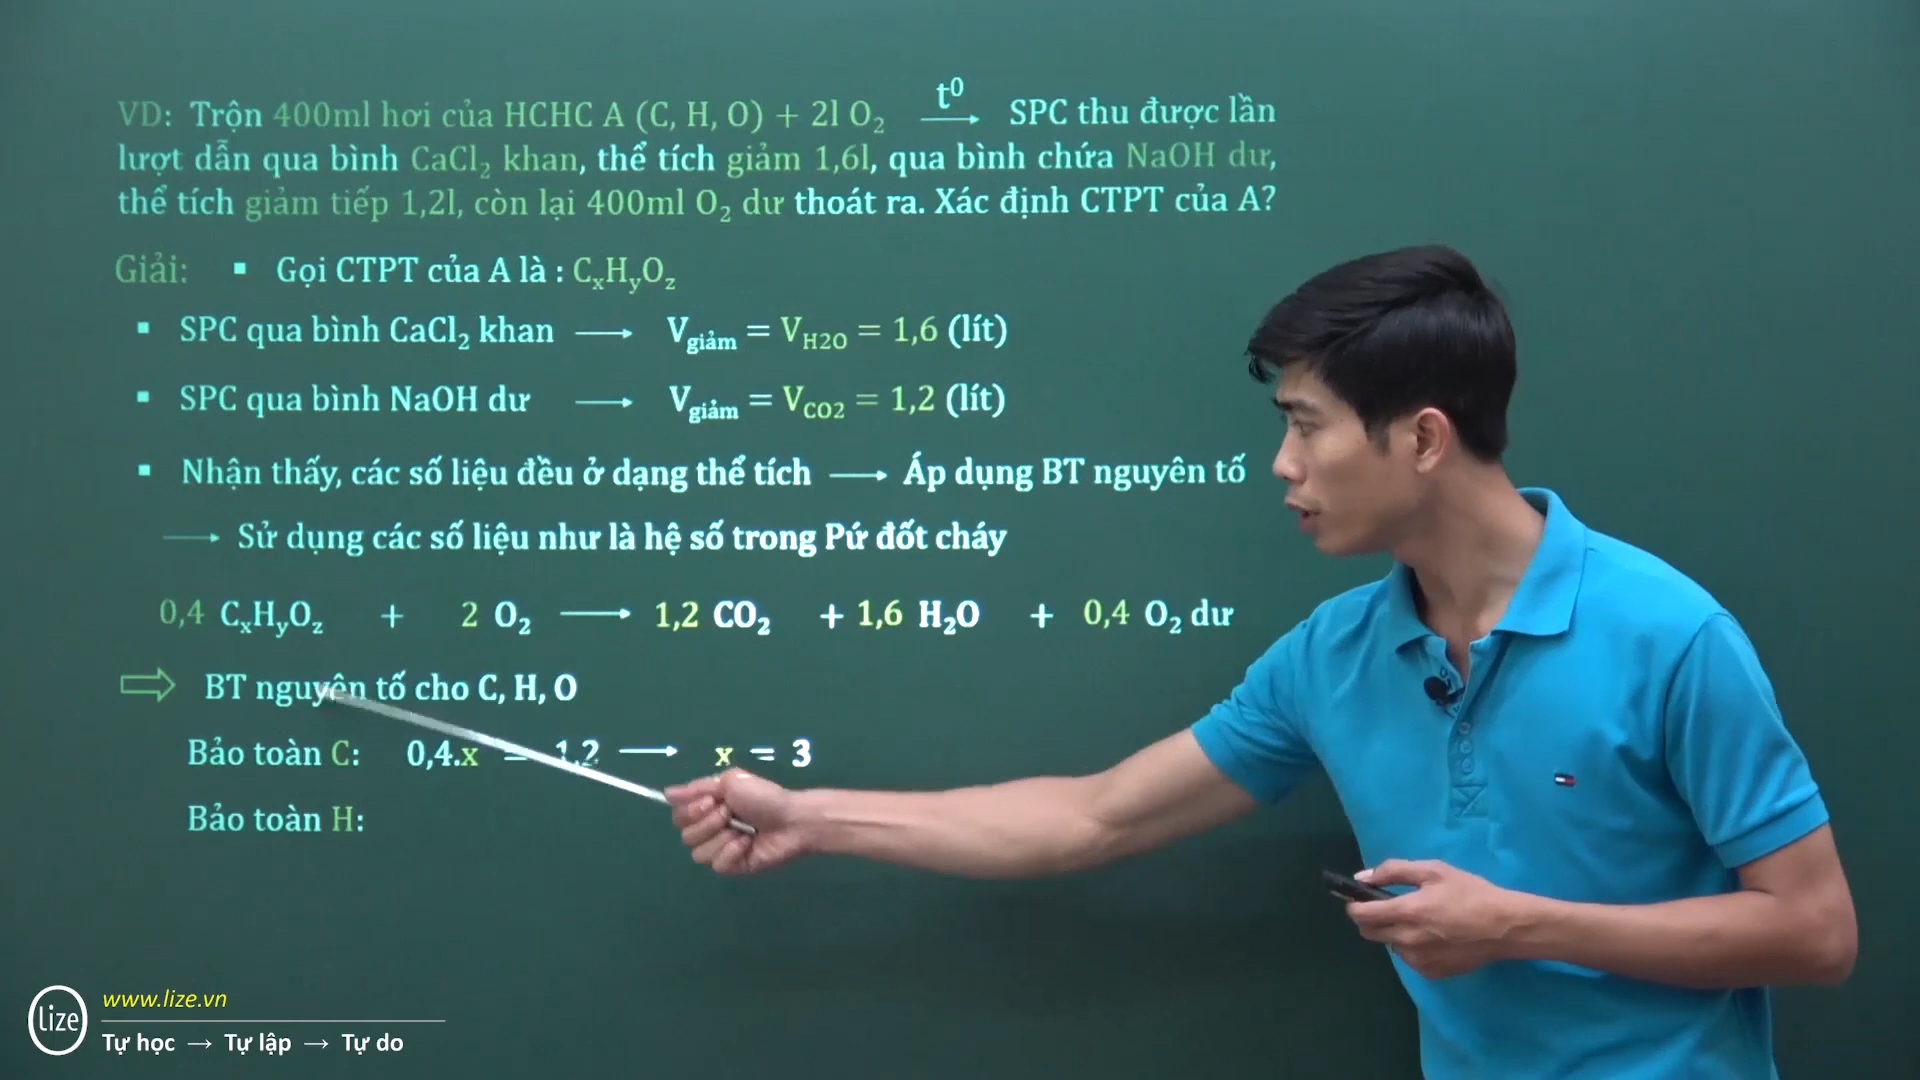 VD: Trộn 400ml hơi của HCHC A (C, H, O) + 2l O₂ —t⁰→ SPC thu được lần
lượt dẫn qua bình CaCl₂ khan, thể tích giảm 1,6l, qua bình chứa NaOH dư,
thể tích giảm tiếp 1,2l, còn lại 400ml O₂ dư thoát ra. Xác định CTPT của A?
Giải: ▪ Gọi CTPT của A là : CₓHᵧO_z
▪ SPC qua bình CaCl₂ khan ⟶ V_giảm = V_H2O = 1,6 (lít)
▪ SPC qua bình NaOH dư ⟶ V_giảm = V_CO2 = 1,2 (lít)
▪ Nhận thấy, các số liệu đều ở dạng thể tích ⟶ Áp dụng BT nguyên tố
⟶ Sử dụng các số liệu như là hệ số trong Pứ đốt cháy
0,4 CₓHᵧO_z + 2 O₂ ⟶ 1,2 CO₂ + 1,6 H₂O + 0,4 O₂ dư
⇨ BT nguyên tố cho C, H, O
Bảo toàn C: 0,4.x = 1,2 ⟶ x = 3
Bảo toàn H:
lize
www.lize.vn
Tự học → Tự lập → Tự do